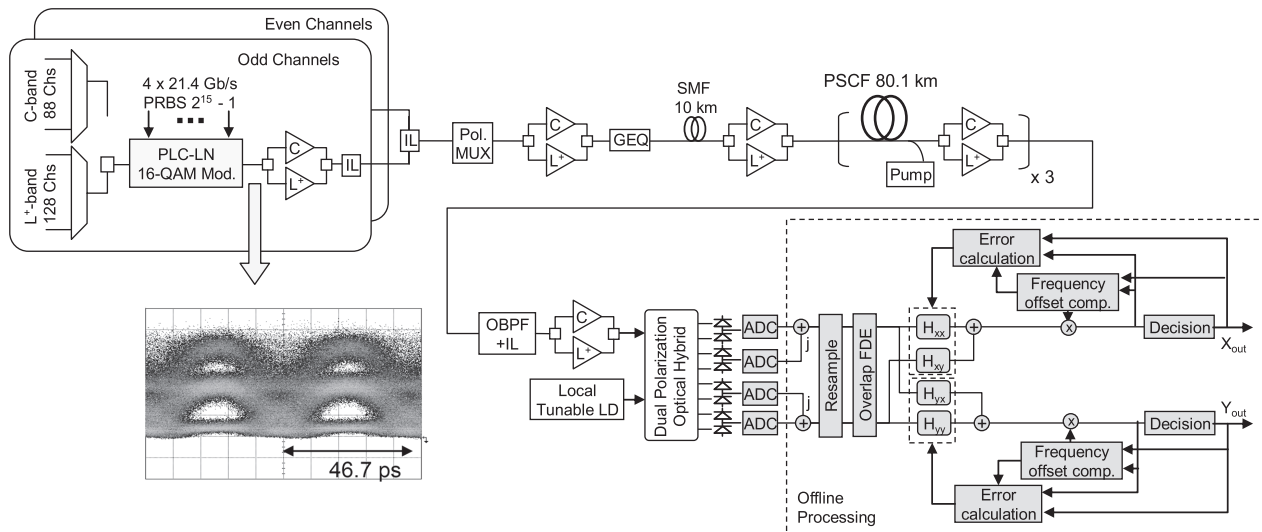 Even Channels
Odd Channels
C-band
88 Chs
L⁺-band
128 Chs
4 x 21.4 Gb/s
PRBS 2¹⁵ - 1
PLC-LN
16-QAM Mod.
C
L⁺
IL
IL
Pol.
MUX
C
L⁺
GEQ
SMF
10 km
C
L⁺
PSCF 80.1 km
Pump
C
L⁺
x 3
46.7 ps
OBPF
+IL
C
L⁺
Local
Tunable LD
Dual Polarization
Optical Hybrid
ADC
ADC
ADC
ADC
+
j
j
+
Resample
Overlap FDE
Hxx
Hxy
Hyx
Hyy
+
+
Error
calculation
Frequency
offset comp.
x
Decision
Xout
x
Decision
Yout
Frequency
offset comp.
Error
calculation
Offline
Processing